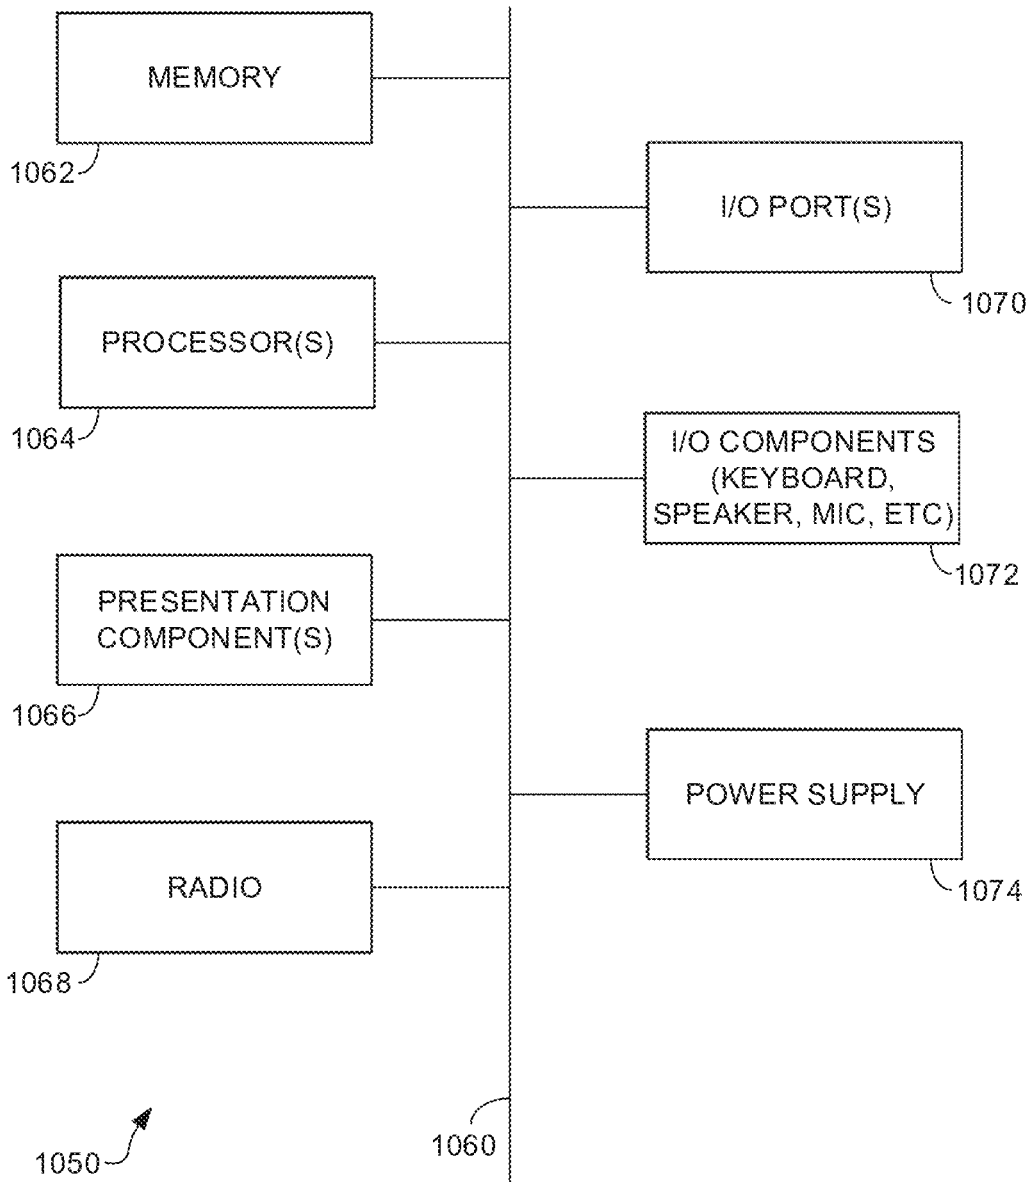 MEMORY
1062
I/O PORT(S)
1070
PROCESSOR(S)
1064
I/O COMPONENTS
(KEYBOARD,
SPEAKER, MIC, ETC)
1072
PRESENTATION
COMPONENT(S)
1066
POWER SUPPLY
1074
RADIO
1068
1060
1050